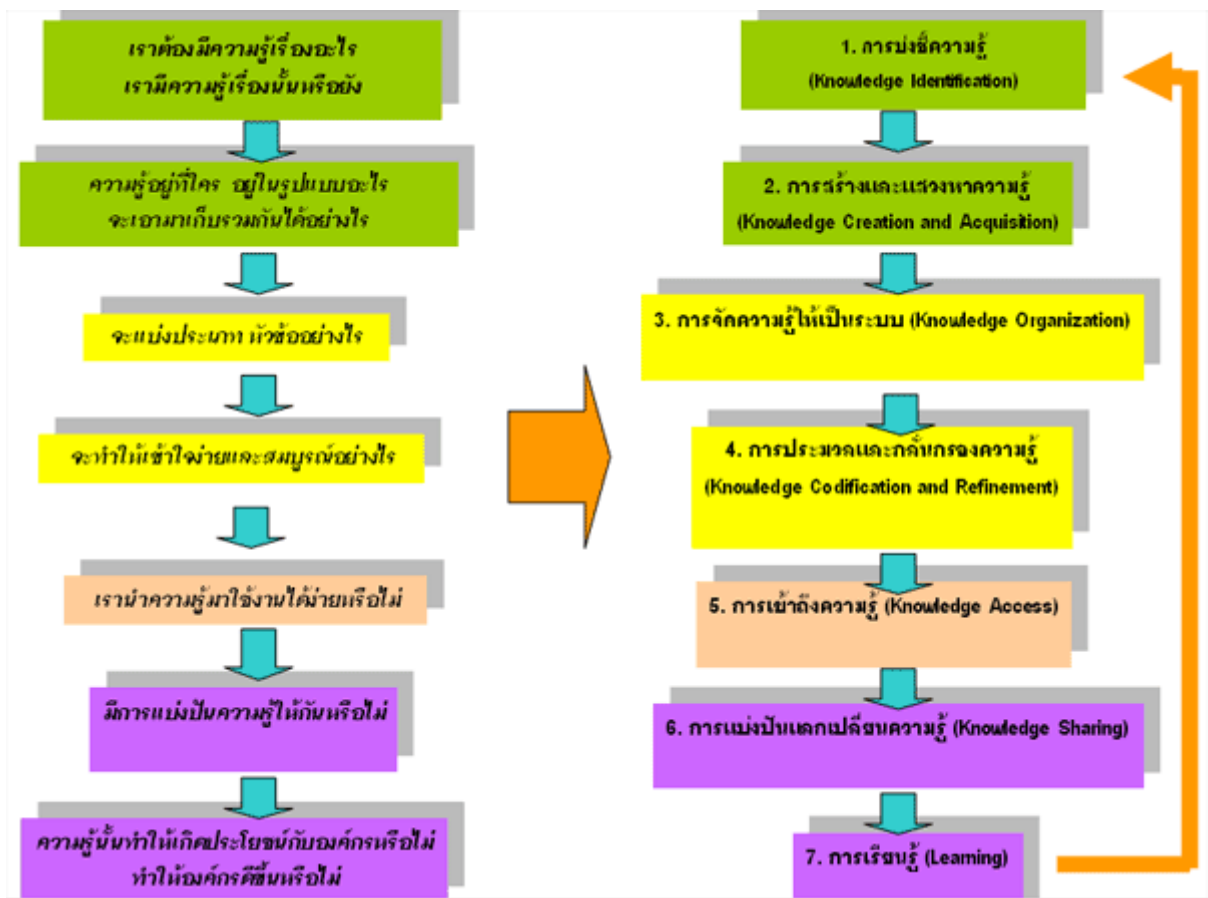 เราต้องมีความรู้เรื่องอะไร
เรามีความรู้เรื่องนั้นหรือยัง
ความรู้อยู่ที่ใคร อยู่ในรูปแบบอะไร
จะเอามาเก็บรวมกันได้อย่างไร
จะแบ่งประเภท หัวข้ออย่างไร
จะทำให้เข้าใจง่ายและสมบูรณ์อย่างไร
เรานำความรู้มาใช้งานได้ง่ายหรือไม่
มีการแบ่งปันความรู้ให้กันหรือไม่
ความรู้นั้นทำให้เกิดประโยชน์กับองค์กรหรือไม่
ทำให้องค์กรดีขึ้นหรือไม่
1. การบ่งชี้ความรู้
(Knowledge Identification)
2. การสร้างและแสวงหาความรู้
(Knowledge Creation and Acquisition)
3. การจัดความรู้ให้เป็นระบบ (Knowledge Organization)
4. การประมวลและกลั่นกรองความรู้
(Knowledge Codification and Refinement)
5. การเข้าถึงความรู้ (Knowledge Access)
6. การแบ่งปันแลกเปลี่ยนความรู้ (Knowledge Sharing)
7. การเรียนรู้ (Learning)